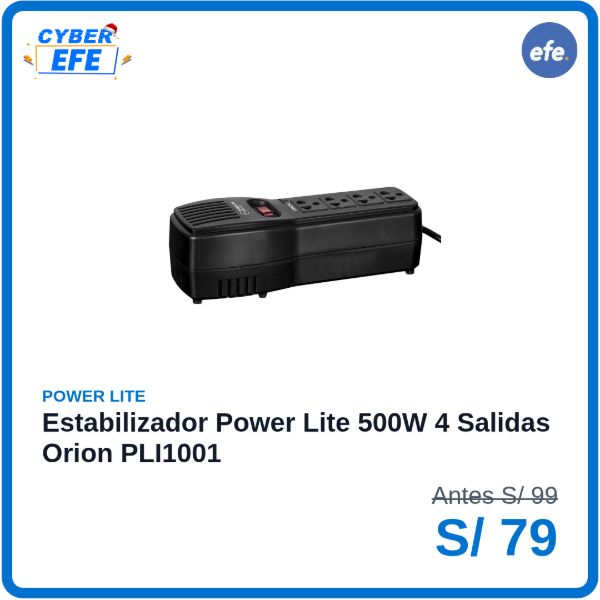 CYBER
EFE
efe.
POWER LITE
Estabilizador Power Lite 500W 4 Salidas
Orion PLI1001
Antes S/ 99
S/ 79